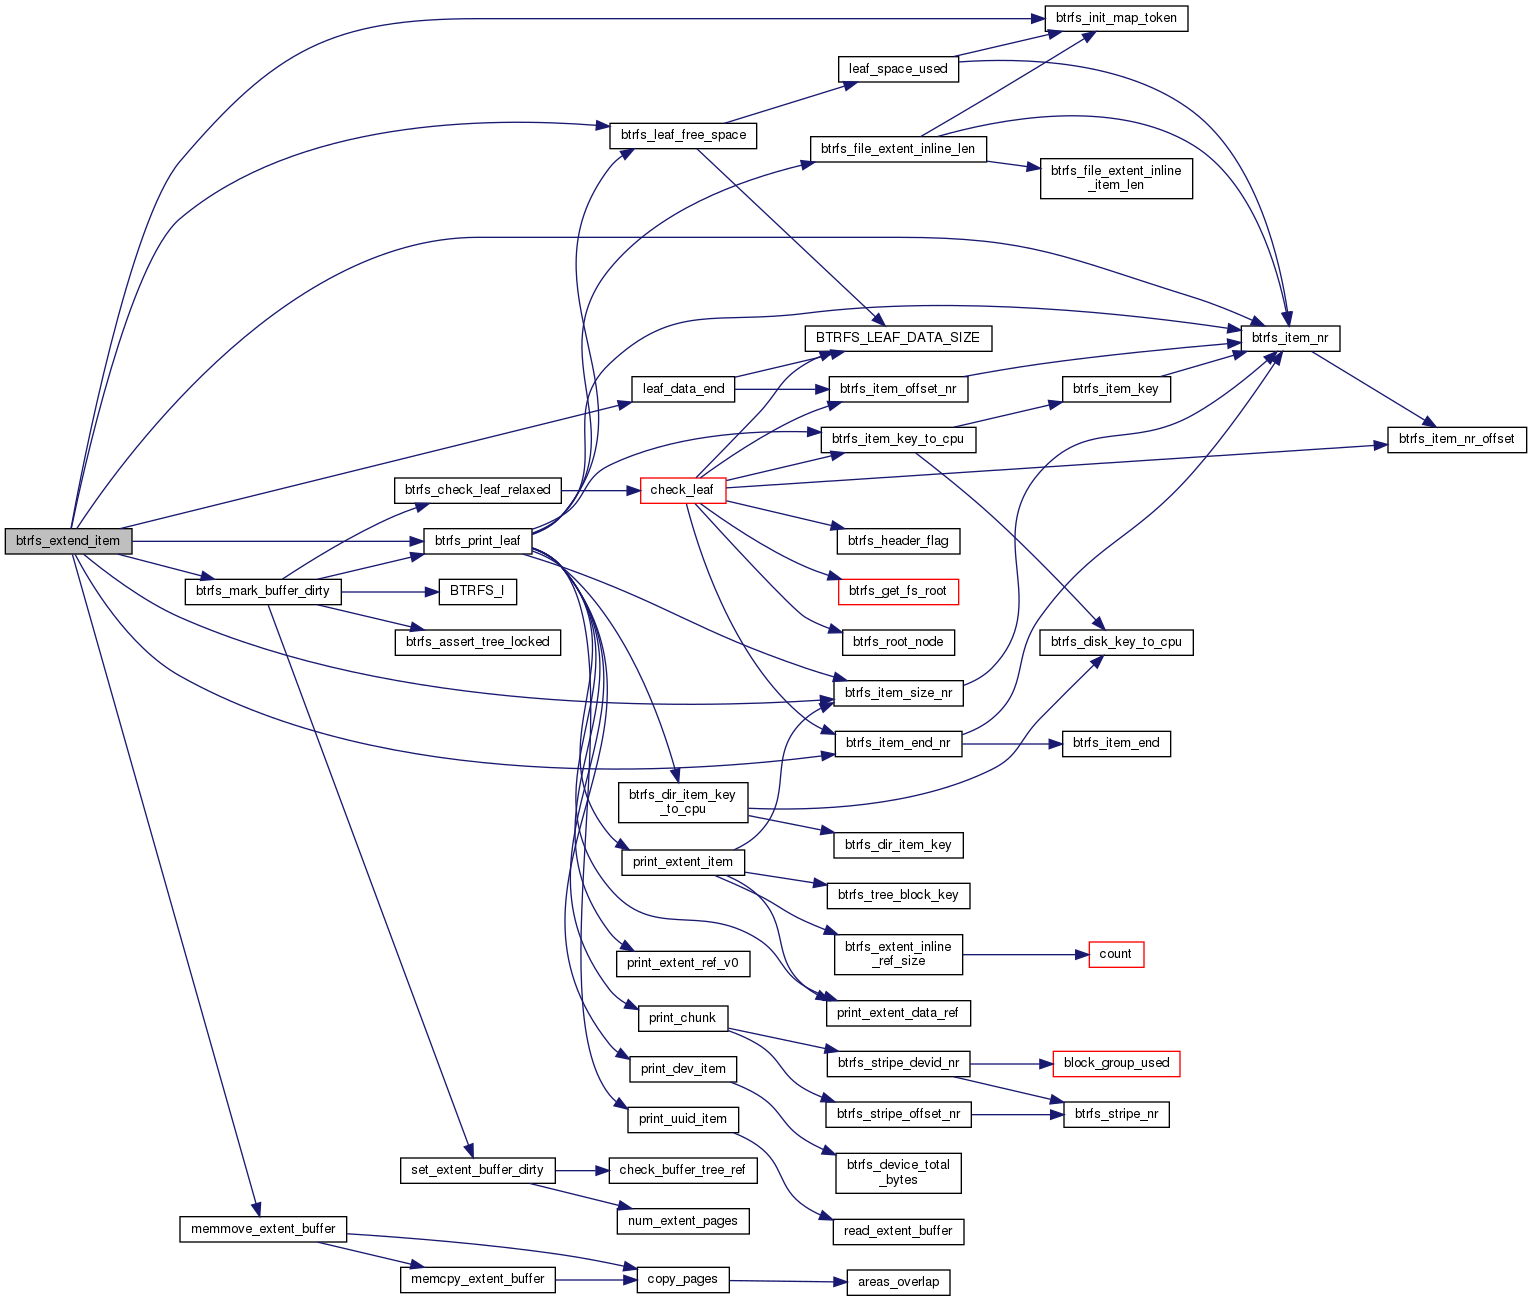 btrfs_init_map_token
leaf_space_used
btrfs_leaf_free_space
btrfs_file_extent_inline_len
btrfs_file_extent_inline
_item_len
BTRFS_LEAF_DATA_SIZE
btrfs_item_nr
leaf_data_end
btrfs_item_offset_nr
btrfs_item_key
btrfs_item_key_to_cpu
btrfs_item_nr_offset
btrfs_check_leaf_relaxed
check_leaf
btrfs_extend_item
btrfs_print_leaf
btrfs_header_flag
btrfs_mark_buffer_dirty
BTRFS_I
btrfs_get_fs_root
btrfs_assert_tree_locked
btrfs_root_node
btrfs_disk_key_to_cpu
btrfs_item_size_nr
btrfs_item_end_nr
btrfs_item_end
btrfs_dir_item_key
_to_cpu
btrfs_dir_item_key
print_extent_item
btrfs_tree_block_key
btrfs_extent_inline
_ref_size
count
print_extent_ref_v0
print_extent_data_ref
print_chunk
btrfs_stripe_devid_nr
block_group_used
print_dev_item
btrfs_stripe_offset_nr
btrfs_stripe_nr
print_uuid_item
set_extent_buffer_dirty
check_buffer_tree_ref
btrfs_device_total
_bytes
num_extent_pages
memmove_extent_buffer
read_extent_buffer
memcpy_extent_buffer
copy_pages
areas_overlap